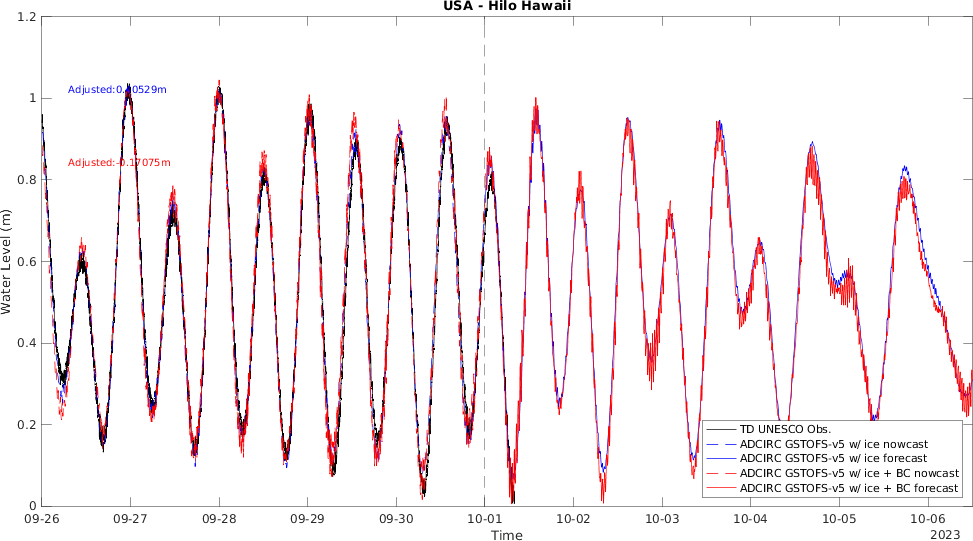 USA - Hilo Hawaii
1.2
1
0.8
0.6
0.4
0.2
0
Water Level (m)
Adjusted:-0.17075m
TD UNESCO Obs.
ADCIRC GSTOFS-v5 w/ ice nowcast
ADCIRC GSTOFS-v5 w/ ice forecast
ADCIRC GSTOFS-v5 w/ ice + BC nowcast
ADCIRC GSTOFS-v5 w/ ice + BC forecast
09-26 09-27 09-28 09-29 09-30 10-01 10-02 10-03 10-04 10-05 10-06
Time
2023